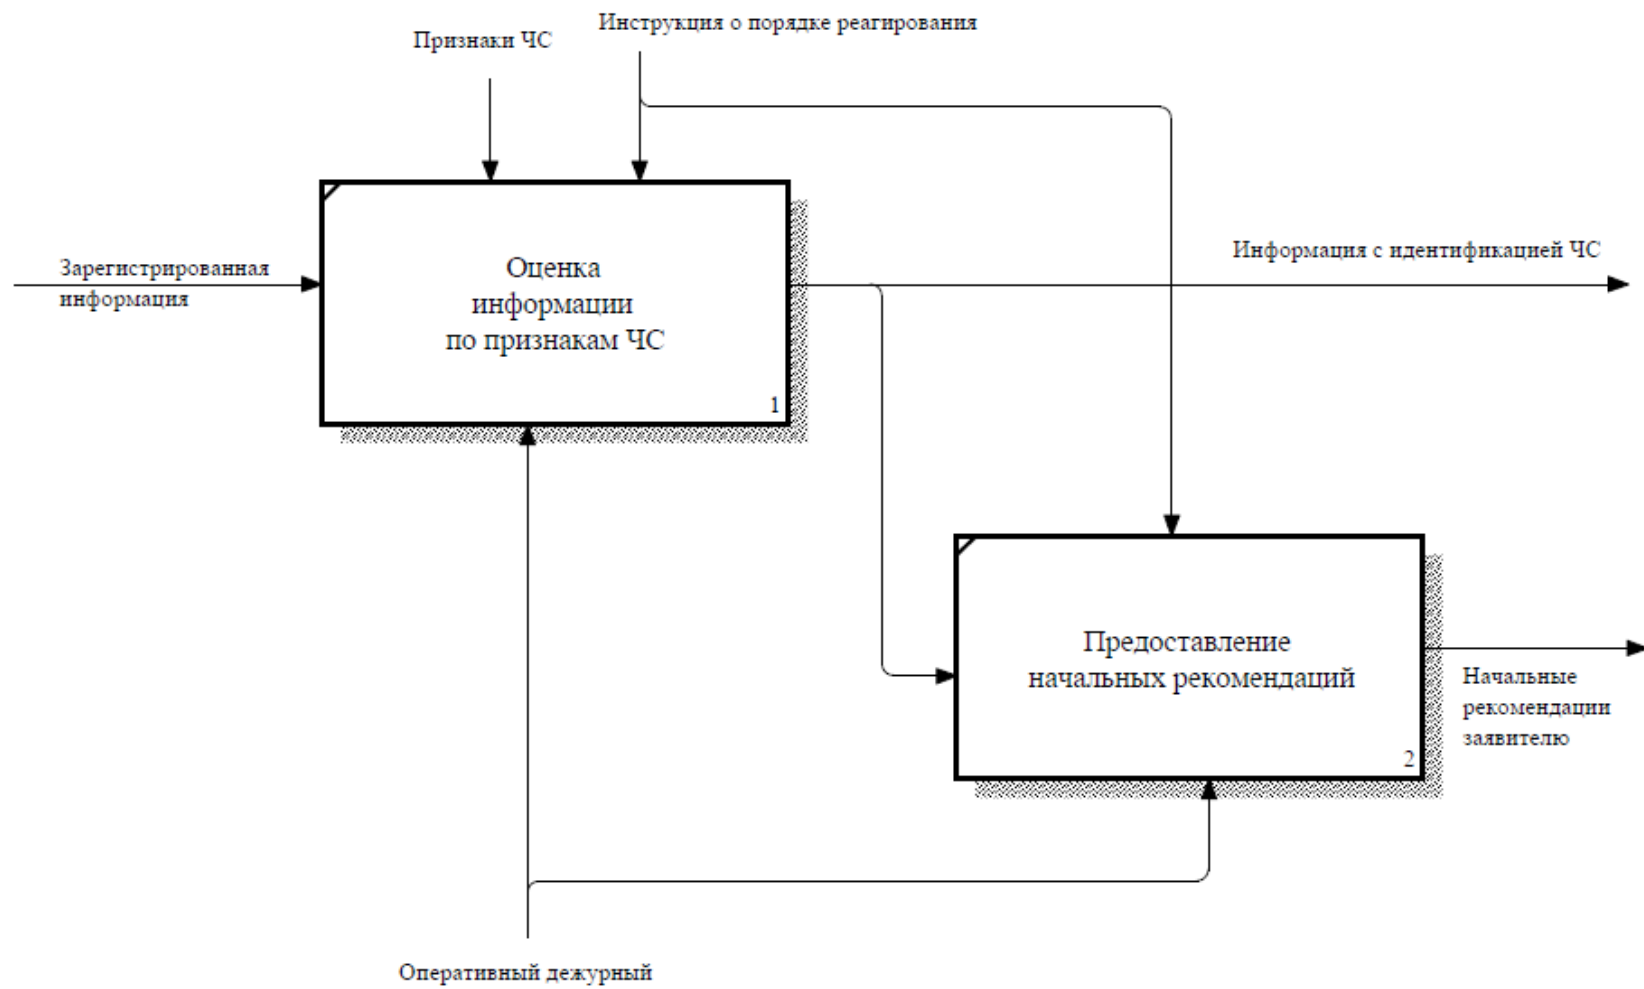 Инструкция о порядке реагирования
Признаки ЧС
Информация с идентификацией ЧС
Зарегистрированная
информация
Оценка
информации
по признакам ЧС
1
Предоставление
начальных рекомендаций
2
Начальные
рекомендации
заявителю
Оперативный дежурный